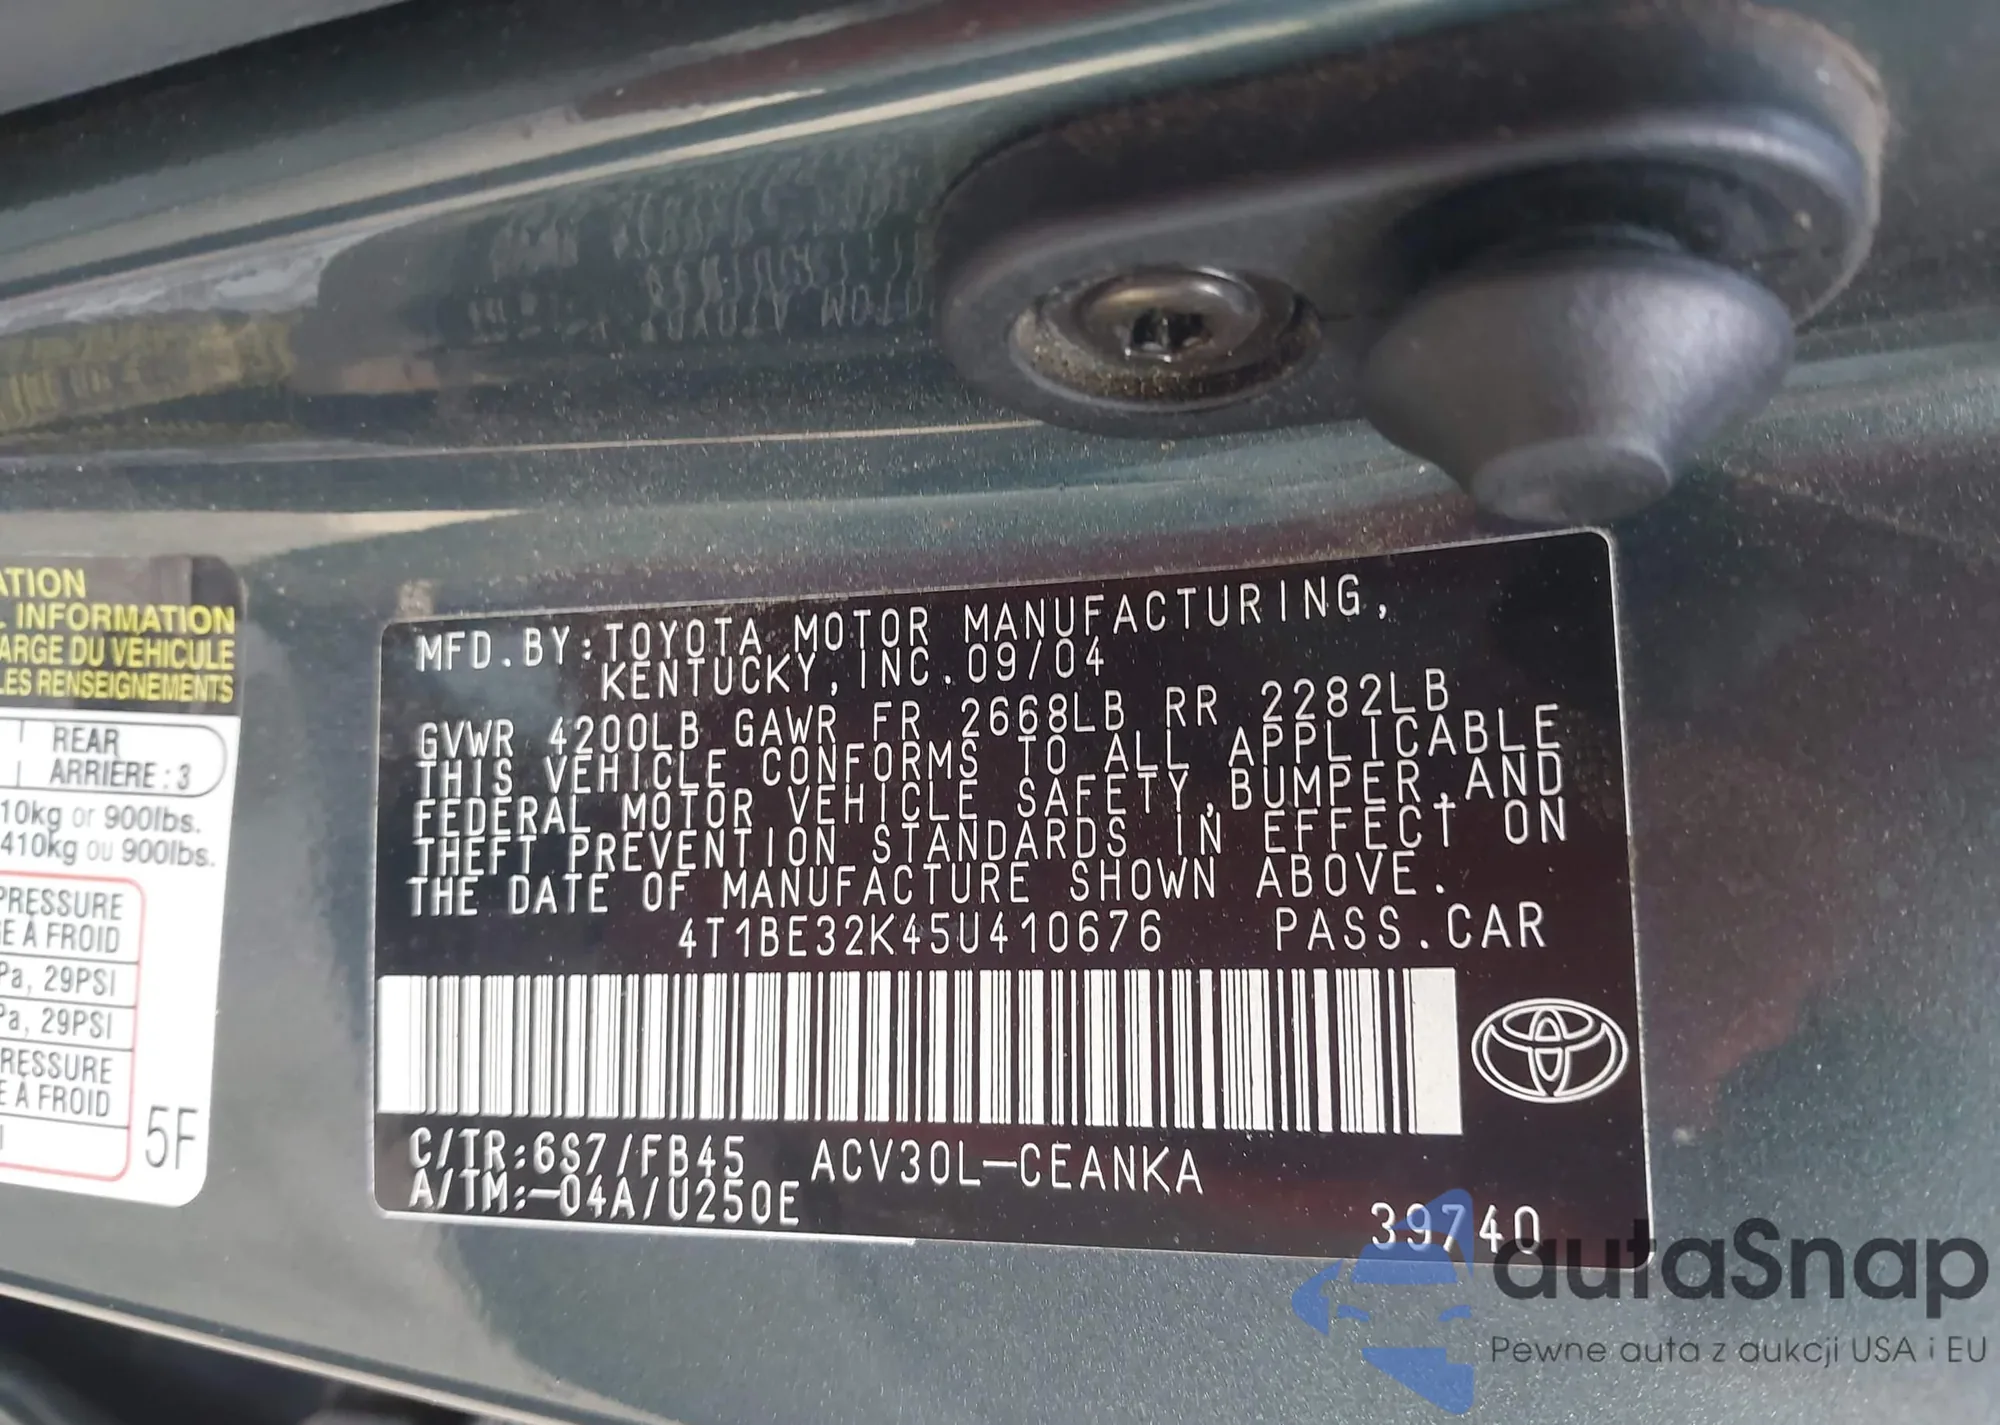 ATION
INFORMATION
ARGE DU VÉHICULE
LES RENSEIGNEMENTS
REAR
ARRIÈRE : 3
10kg or 900lbs.
410kg ou 900lbs.
PRESSURE
E À FROID
Pa, 29PSI
Pa, 29PSI
RESSURE
E À FROID
5F
MFD. BY: TOYOTA MOTOR MANUFACTURING,
KENTUCKY, INC. 09/04
GVWR 4200LB GAWR FR 2668LB RR 2282LB
THIS VEHICLE CONFORMS TO ALL APPLICABLE
FEDERAL MOTOR VEHICLE SAFETY, BUMPER, AND
THEFT PREVENTION STANDARDS IN EFFECT ON
THE DATE OF MANUFACTURE SHOWN ABOVE.
4T1BE32K45U410676 PASS. CAR
C/TR:6S7/FB45 ACV30L-CEANKA
A/TM:-04A/U250E
39740
autaSnap
Pewne auta z aukcji USA i EU